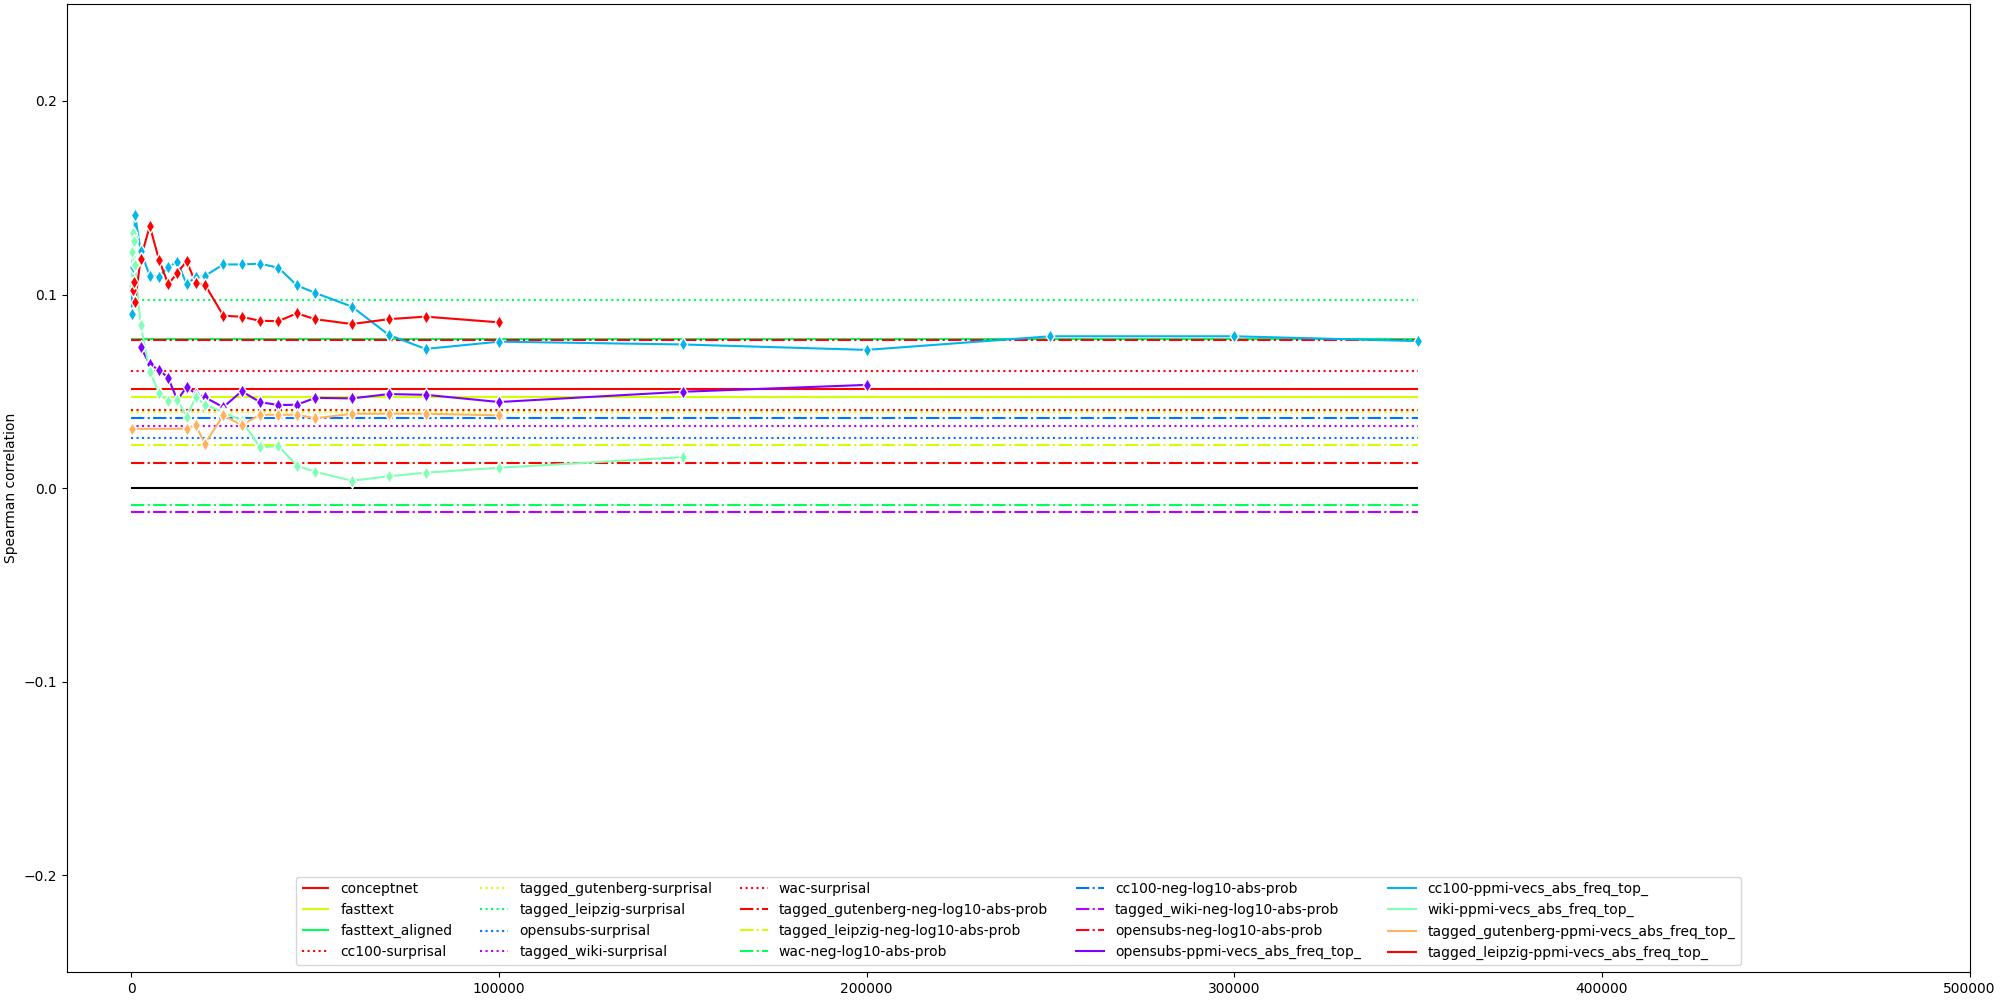 0.2
0.1
0.0
−0.1
−0.2
Spearman correlation
conceptnet
fasttext
fasttext_aligned
cc100-surprisal
tagged_gutenberg-surprisal
tagged_leipzig-surprisal
opensubs-surprisal
tagged_wiki-surprisal
wac-surprisal
tagged_gutenberg-neg-log10-abs-prob
tagged_leipzig-neg-log10-abs-prob
wac-neg-log10-abs-prob
cc100-neg-log10-abs-prob
tagged_wiki-neg-log10-abs-prob
opensubs-neg-log10-abs-prob
opensubs-ppmi-vecs_abs_freq_top_
cc100-ppmi-vecs_abs_freq_top_
wiki-ppmi-vecs_abs_freq_top_
tagged_gutenberg-ppmi-vecs_abs_freq_top_
tagged_leipzig-ppmi-vecs_abs_freq_top_
0 100000 200000 300000 400000 500000